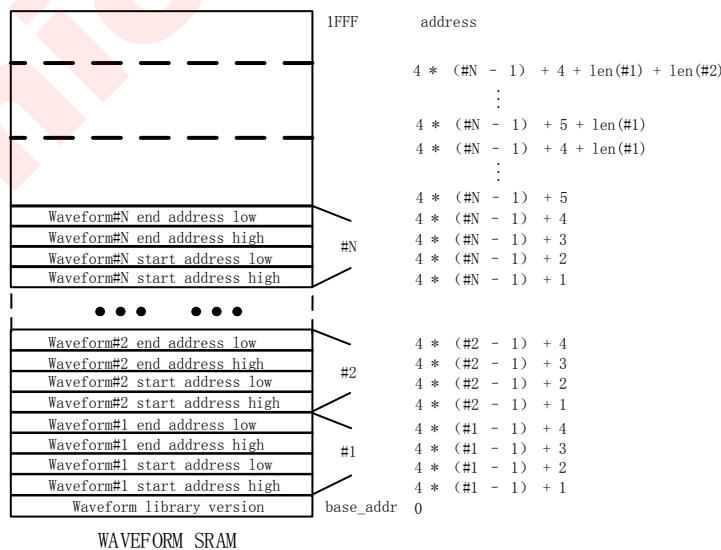 1FFF address
4 * (#N - 1) + 4 + len(#1) + len(#2)
4 * (#N - 1) + 5 + len(#1)
4 * (#N - 1) + 4 + len(#1)
4 * (#N - 1) + 5
Waveform#N end address low 4 * (#N - 1) + 4
Waveform#N end address high #N 4 * (#N - 1) + 3
Waveform#N start address low 4 * (#N - 1) + 2
Waveform#N start address high 4 * (#N - 1) + 1
Waveform#2 end address low 4 * (#2 - 1) + 4
Waveform#2 end address high #2 4 * (#2 - 1) + 3
Waveform#2 start address low 4 * (#2 - 1) + 2
Waveform#2 start address high 4 * (#2 - 1) + 1
Waveform#1 end address low 4 * (#1 - 1) + 4
Waveform#1 end address high #1 4 * (#1 - 1) + 3
Waveform#1 start address low 4 * (#1 - 1) + 2
Waveform#1 start address high 4 * (#1 - 1) + 1
Waveform library version base_addr 0
WAVEFORM SRAM